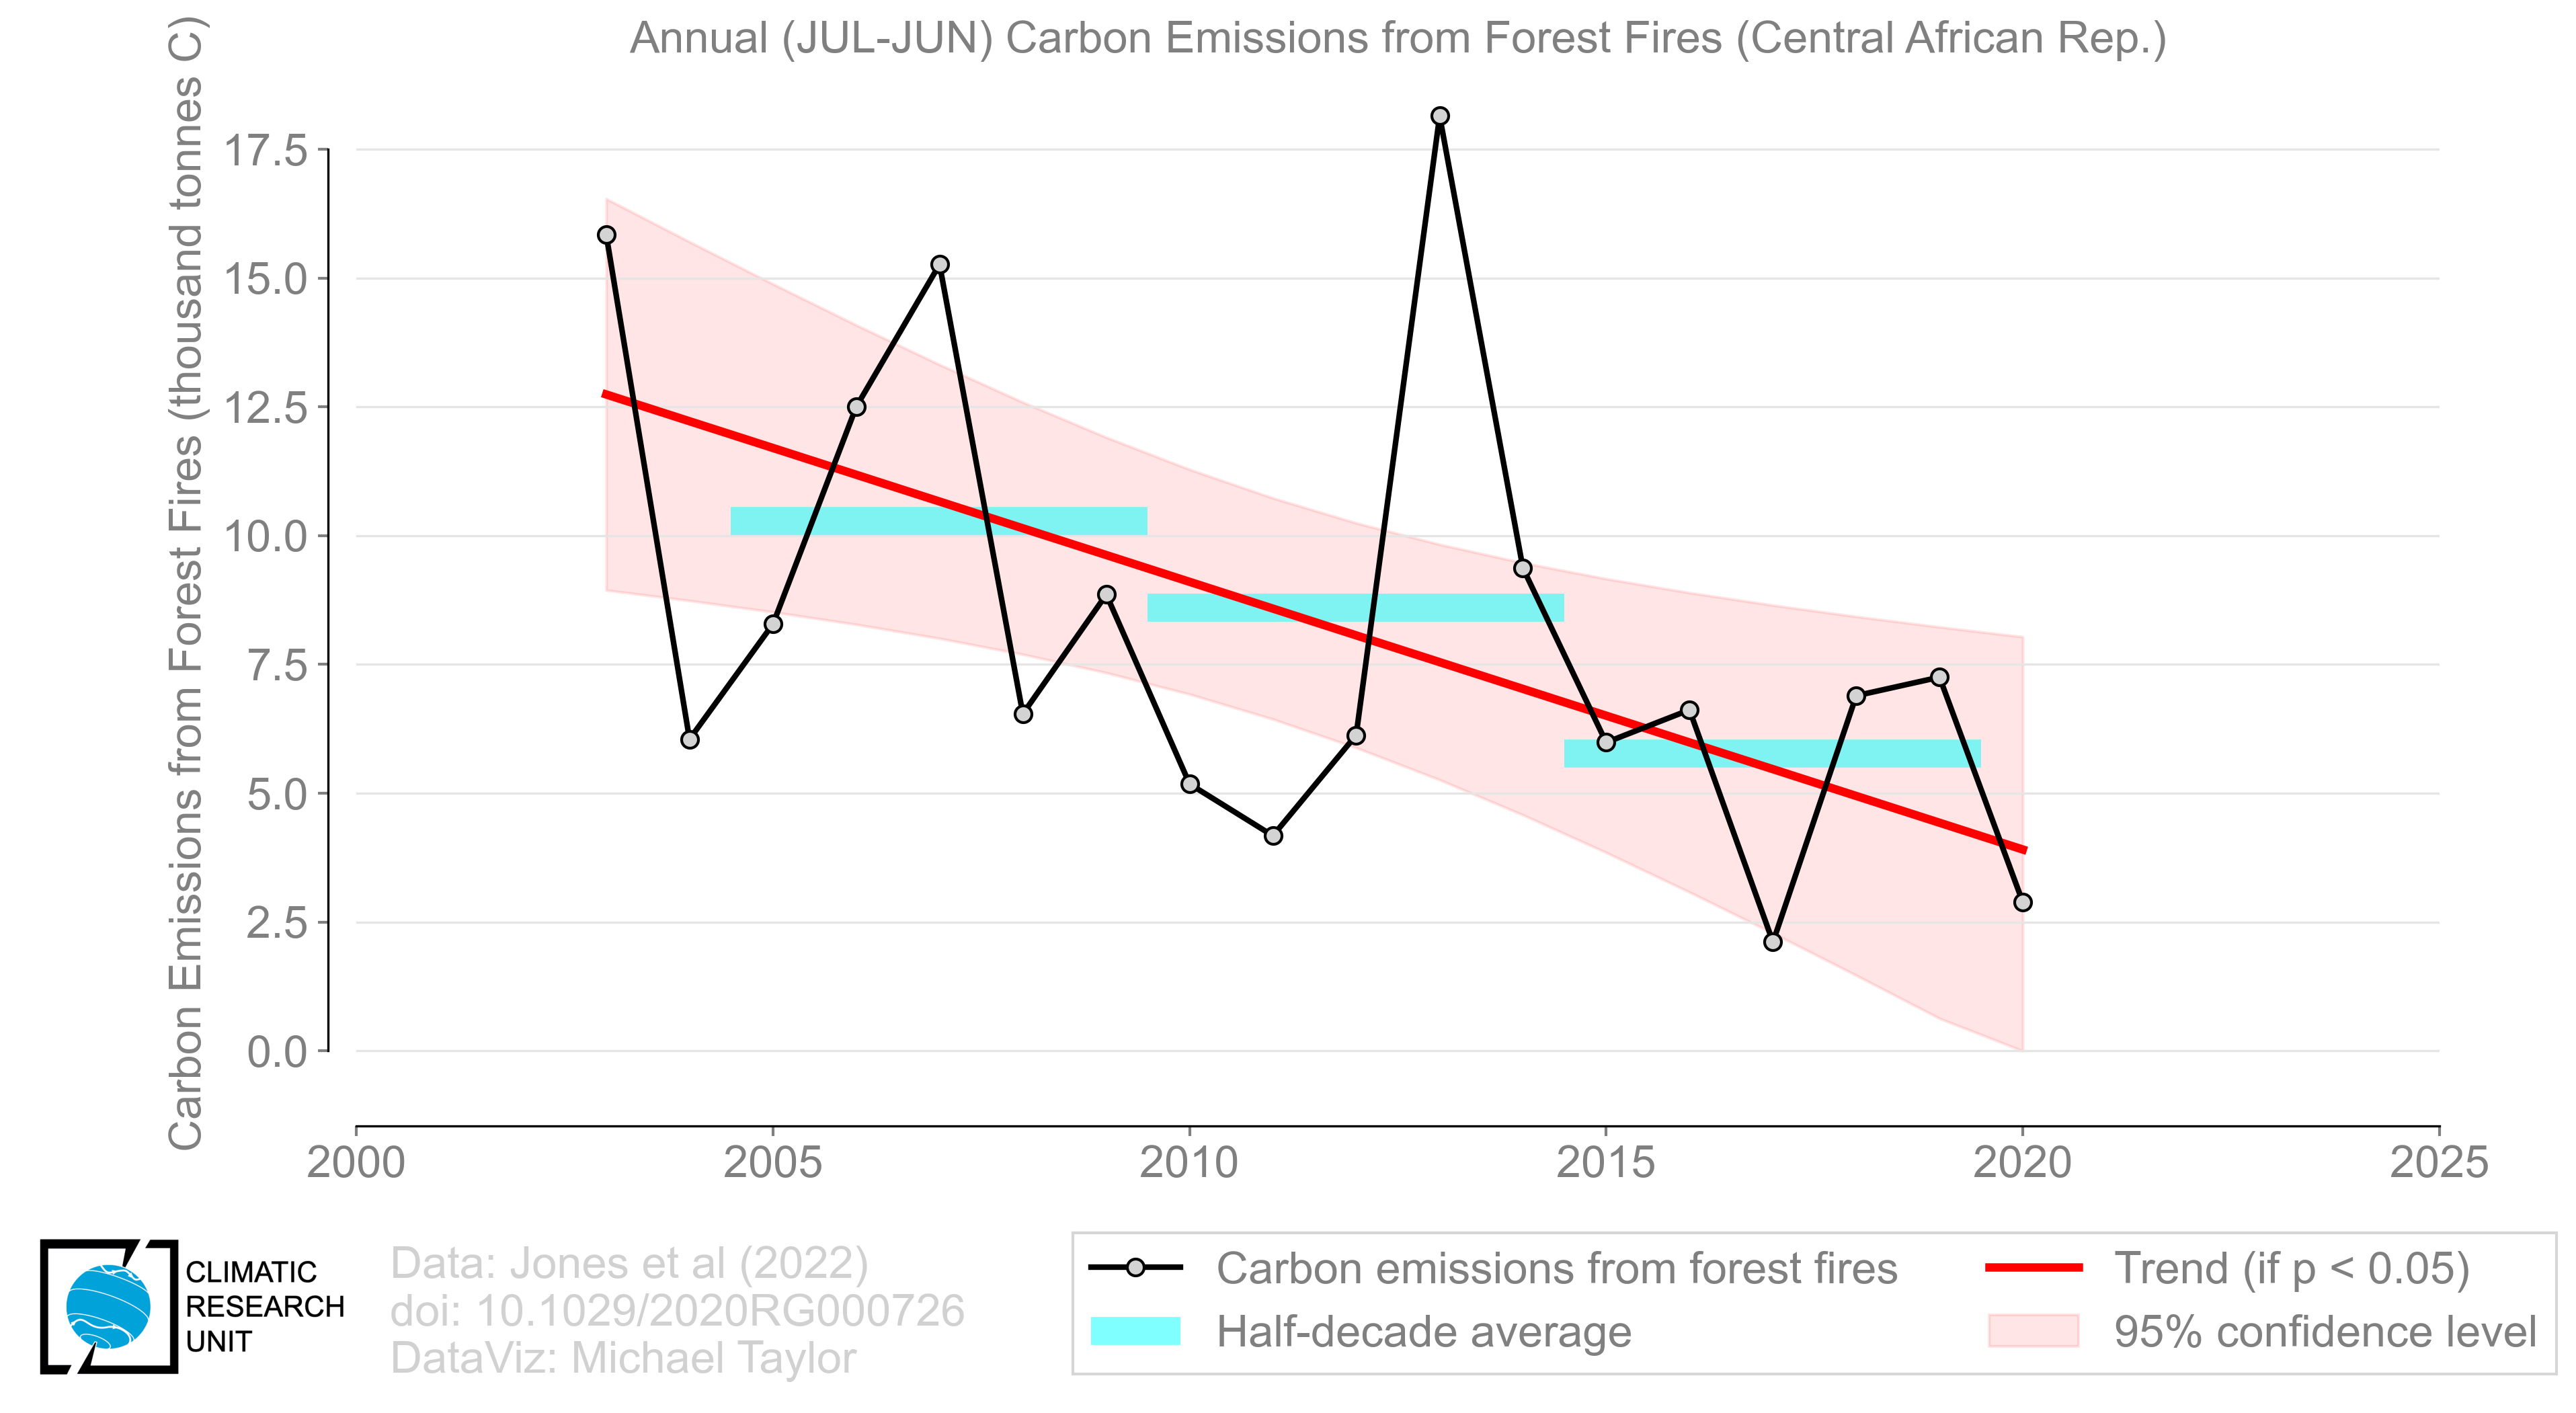 Annual (JUL-JUN) Carbon Emissions from Forest Fires (Central African Rep.)
Carbon Emissions from Forest Fires (thousand tonnes C)
17.5
15.0
12.5
10.0
7.5
5.0
2.5
0.0
2000 2005 2010 2015 2020 2025
CLIMATIC
RESEARCH
UNIT
Data: Jones et al (2022)
doi: 10.1029/2020RG000726
DataViz: Michael Taylor
Carbon emissions from forest fires
Half-decade average
Trend (if p < 0.05)
95% confidence level